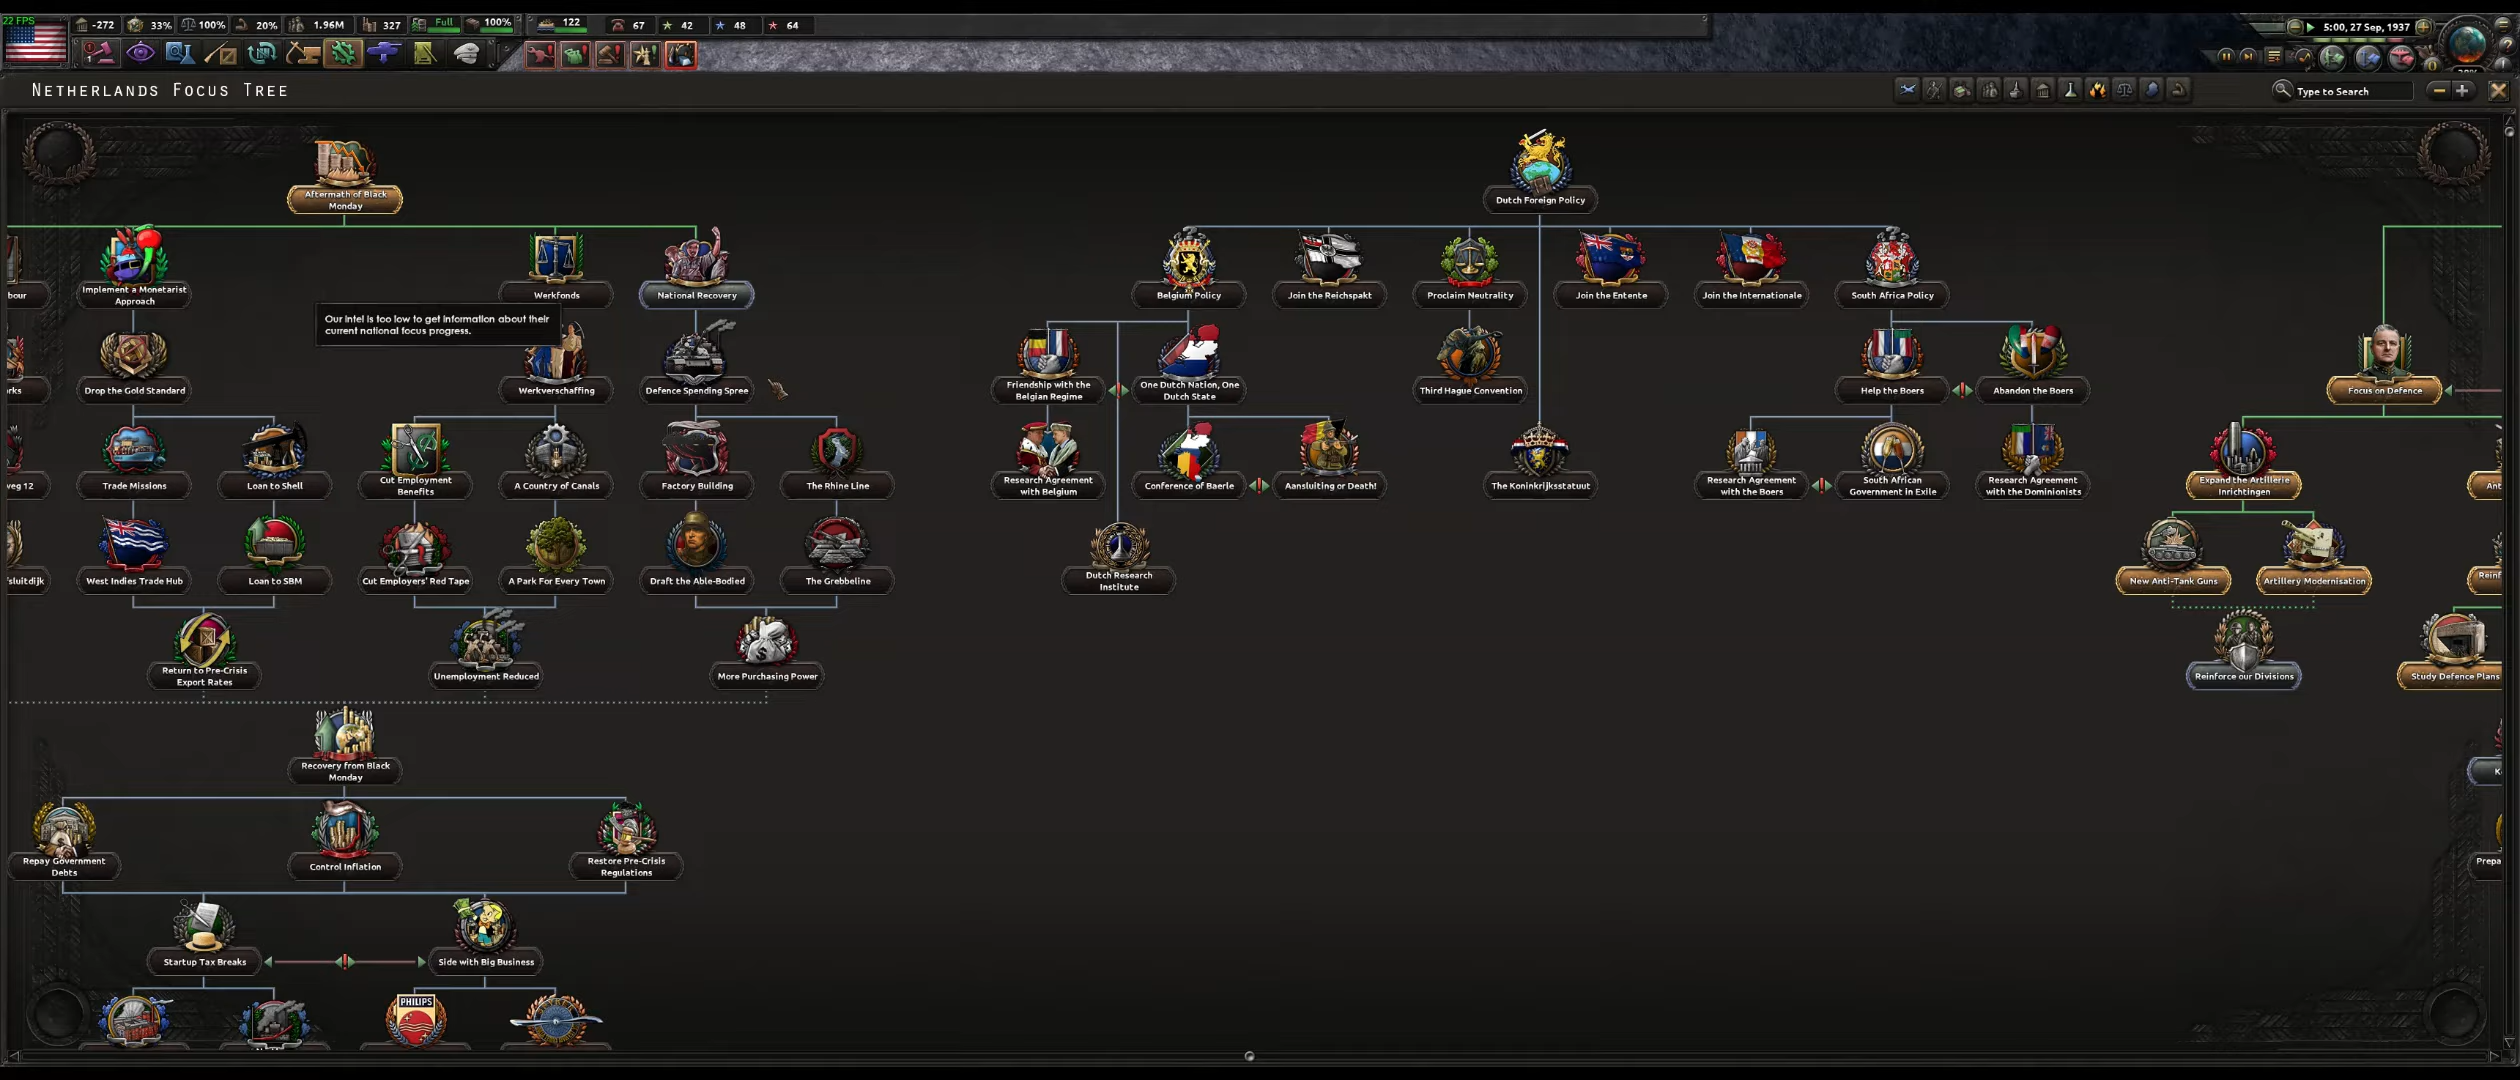 22 FPS
-272
33%
100%
20%
1.96M
327
Full
100%
122
67
42
48
64
5:00, 27 Sep, 1937
1
Netherlands Focus Tree
Type to Search
Aftermath of Black
Monday
Dutch Foreign Policy
bour
Implement a Monetarist
Approach
Werkfonds
National Recovery
Belgium Policy
Join the Reichspakt
Proclaim Neutrality
Join the Entente
Join the Internationale
South Africa Policy
Our intel is too low to get information about their
current national focus progress.
rks
Drop the Gold Standard
Werkverschaffing
Defence Spending Spree
Friendship with the
Belgian Regime
One Dutch Nation, One
Dutch State
Third Hague Convention
Help the Boers
Abandon the Boers
Focus on Defence
weg 12
Trade Missions
Loan to Shell
Cut Employment
Benefits
A Country of Canals
Factory Building
The Rhine Line
Research Agreement
with Belgium
Conference of Baerle
Aansluiting or Death!
The Koninkrijksstatuut
Research Agreement
with the Boers
South African
Government in Exile
Research Agreement
with the Dominionists
Expand the Artillerie
Inrichtingen
Ant
fsluitdijk
West Indies Trade Hub
Loan to SBM
Cut Employers' Red Tape
A Park For Every Town
Draft the Able-Bodied
The Grebbeline
Dutch Research
Institute
New Anti-Tank Guns
Artillery Modernisation
Reinf
Return to Pre-Crisis
Export Rates
Unemployment Reduced
More Purchasing Power
Reinforce our Divisions
Study Defence Plans
Recovery from Black
Monday
K
Repay Government
Debts
Control Inflation
Restore Pre-Crisis
Regulations
Prepa
Startup Tax Breaks
Side with Big Business
PHILIPS